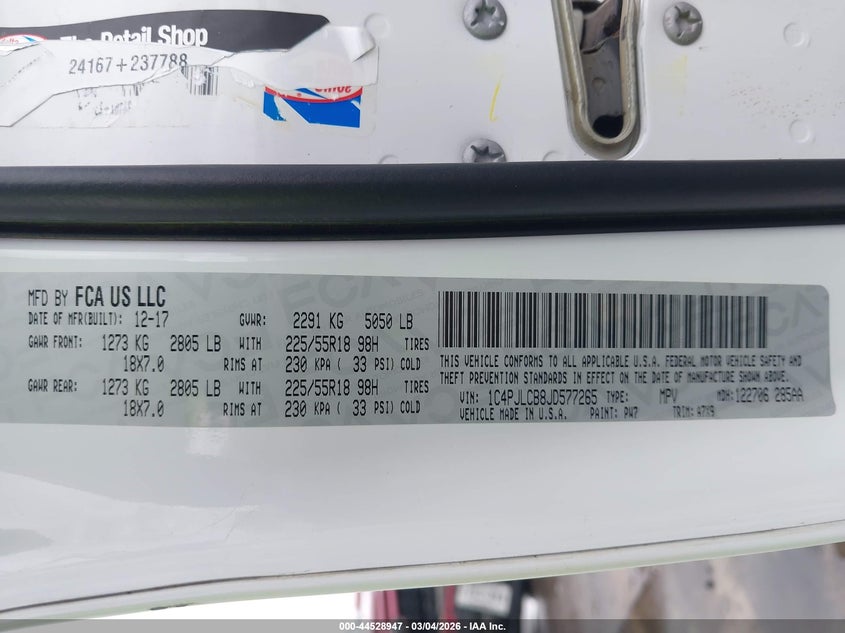 The Detail Shop
24167+237788
MFD BY FCA US LLC
DATE OF MFR(BUILT): 12-17 GVWR: 2291 KG 5050 LB
GAWR FRONT: 1273 KG 2805 LB WITH 225/55R18 98H TIRES
18X7.0 RIMS AT 230 KPA ( 33 PSI) COLD
GAWR REAR: 1273 KG 2805 LB WITH 225/55R18 98H TIRES
18X7.0 RIMS AT 230 KPA ( 33 PSI) COLD
THIS VEHICLE CONFORMS TO ALL APPLICABLE U.S.A. FEDERAL MOTOR VEHICLE SAFETY AND
THEFT PREVENTION STANDARDS IN EFFECT ON THE DATE OF MANUFACTURE SHOWN ABOVE.
VIN: 1C4PJLCB8JD577265 TYPE: MPV MDH: 122706 285AA
VEHICLE MADE IN U.S.A. PAINT: PW7 TRIM: A7X9
000-44528947 - 03/04/2026 - IAA Inc.